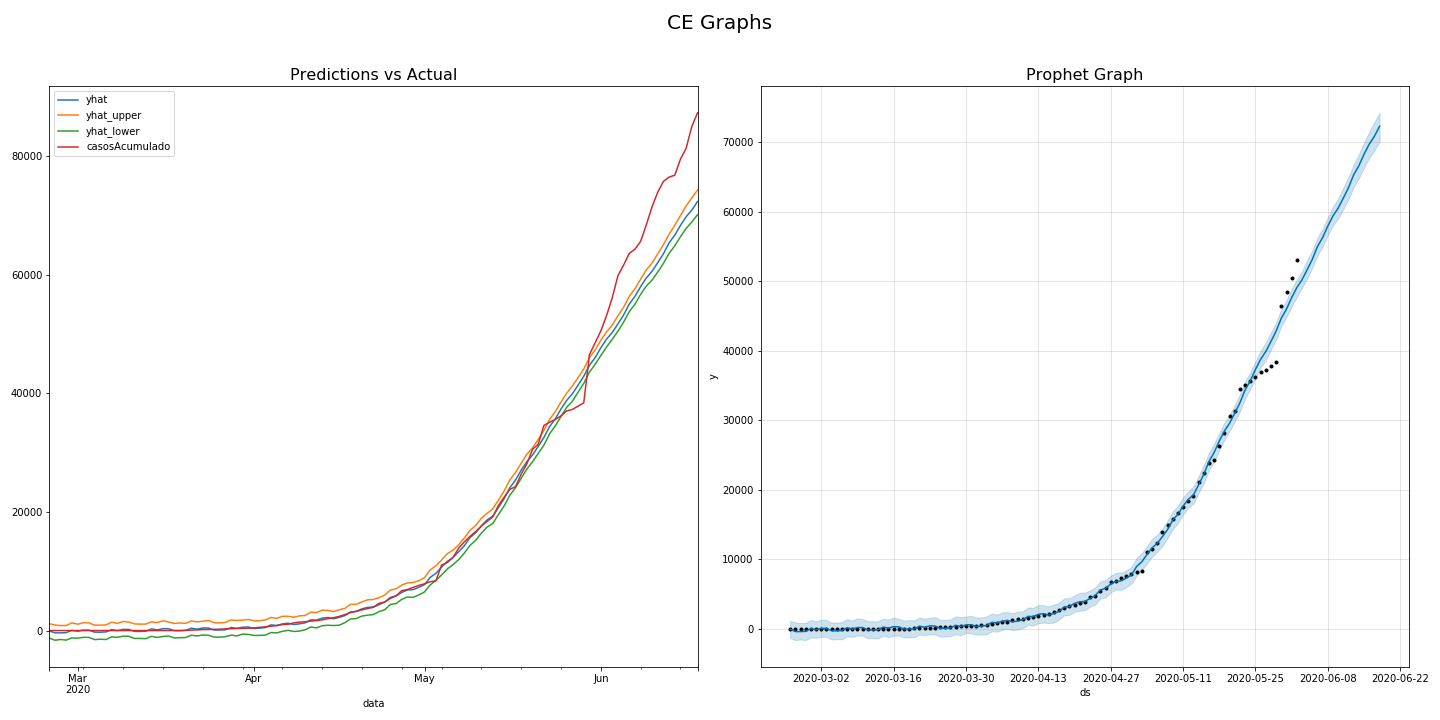 CE Graphs
Predictions vs Actual
yhat
yhat_upper
yhat_lower
casosAcumulado
80000
60000
40000
20000
0
Mar
2020
Apr
May
Jun
data
Prophet Graph
70000
60000
50000
40000
30000
20000
10000
0
y
2020-03-02
2020-03-16
2020-03-30
2020-04-13
2020-04-27
2020-05-11
2020-05-25
2020-06-08
2020-06-22
ds